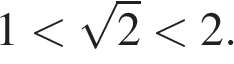 1 < √2 < 2.